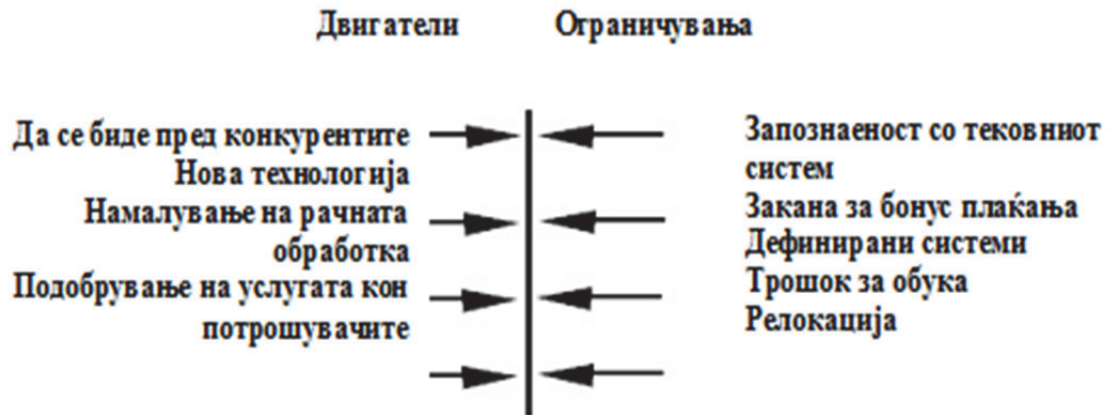 Двигатели
Ограничувања
Да се биде пред конкурентите
Нова технологија
Намалување на рачната
обработка
Подобрување на услугата кон
потрошувачите
Запознаеност со тековниот
систем
Закана за бонус плаќања
Дефинирани системи
Трошок за обука
Релокација